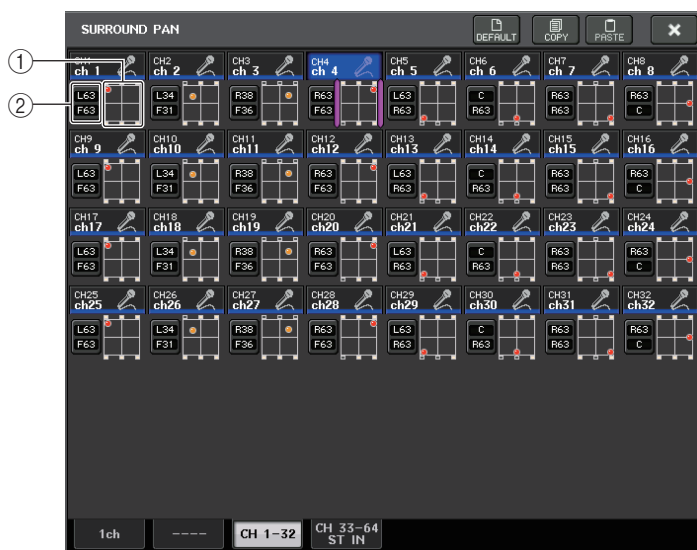 SURROUND PAN
DEFAULT COPY PASTE
1
2
CH1 CH2 CH3 CH4 CH5 CH6 CH7 CH8
ch 1 ch 2 ch 3 ch 4 ch 5 ch 6 ch 7 ch 8
L63 L34 R38 R63 L63 C R63 R63
F63 F31 F36 F63 R63 R63 R63 C
CH9 CH10 CH11 CH12 CH13 CH14 CH15 CH16
ch 9 ch10 ch11 ch12 ch13 ch14 ch15 ch16
L63 L34 R38 R63 L63 C R63 R63
F63 F31 F36 F63 R63 R63 R63 C
CH17 CH18 CH19 CH20 CH21 CH22 CH23 CH24
ch17 ch18 ch19 ch20 ch21 ch22 ch23 ch24
L63 L34 R38 R63 L63 C R63 R63
F63 F31 F36 F63 R63 R63 R63 C
CH25 CH26 CH27 CH28 CH29 CH30 CH31 CH32
ch25 ch26 ch27 ch28 ch29 ch30 ch31 ch32
L63 L34 R38 R63 L63 C R63 R63
F63 F31 F36 F63 R63 R63 R63 C
1ch ---- CH 1-32 CH 33-64
ST IN